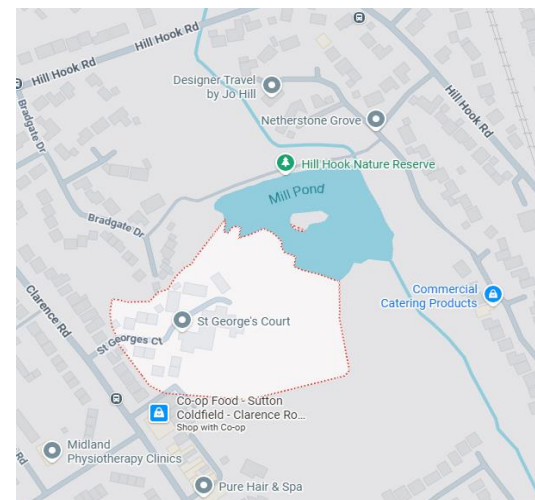 Hill Hook Rd
Hill Hook Rd
Designer Travel
by Jo Hill
Bradgate Dr
Hill Hook Rd
Netherstone Grove
Hill Hook Nature Reserve
Mill Pond
Bradgate Dr
Clarence Rd
Commercial
Catering Products
St George's Court
St Georges Ct
Co-op Food - Sutton
Coldfield - Clarence Ro...
Shop with Co-op
Midland
Physiotherapy Clinics
Rd
Pure Hair & Spa